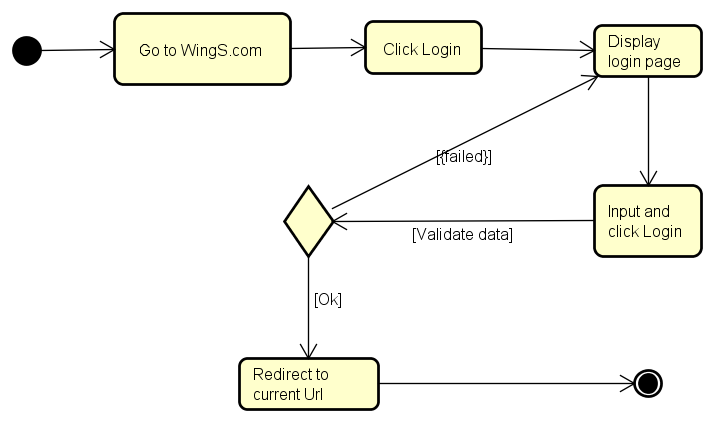 Go to WingS.com
Click Login
Display
login page
[{failed}]
Input and
click Login
[Validate data]
[Ok]
Redirect to
current Url